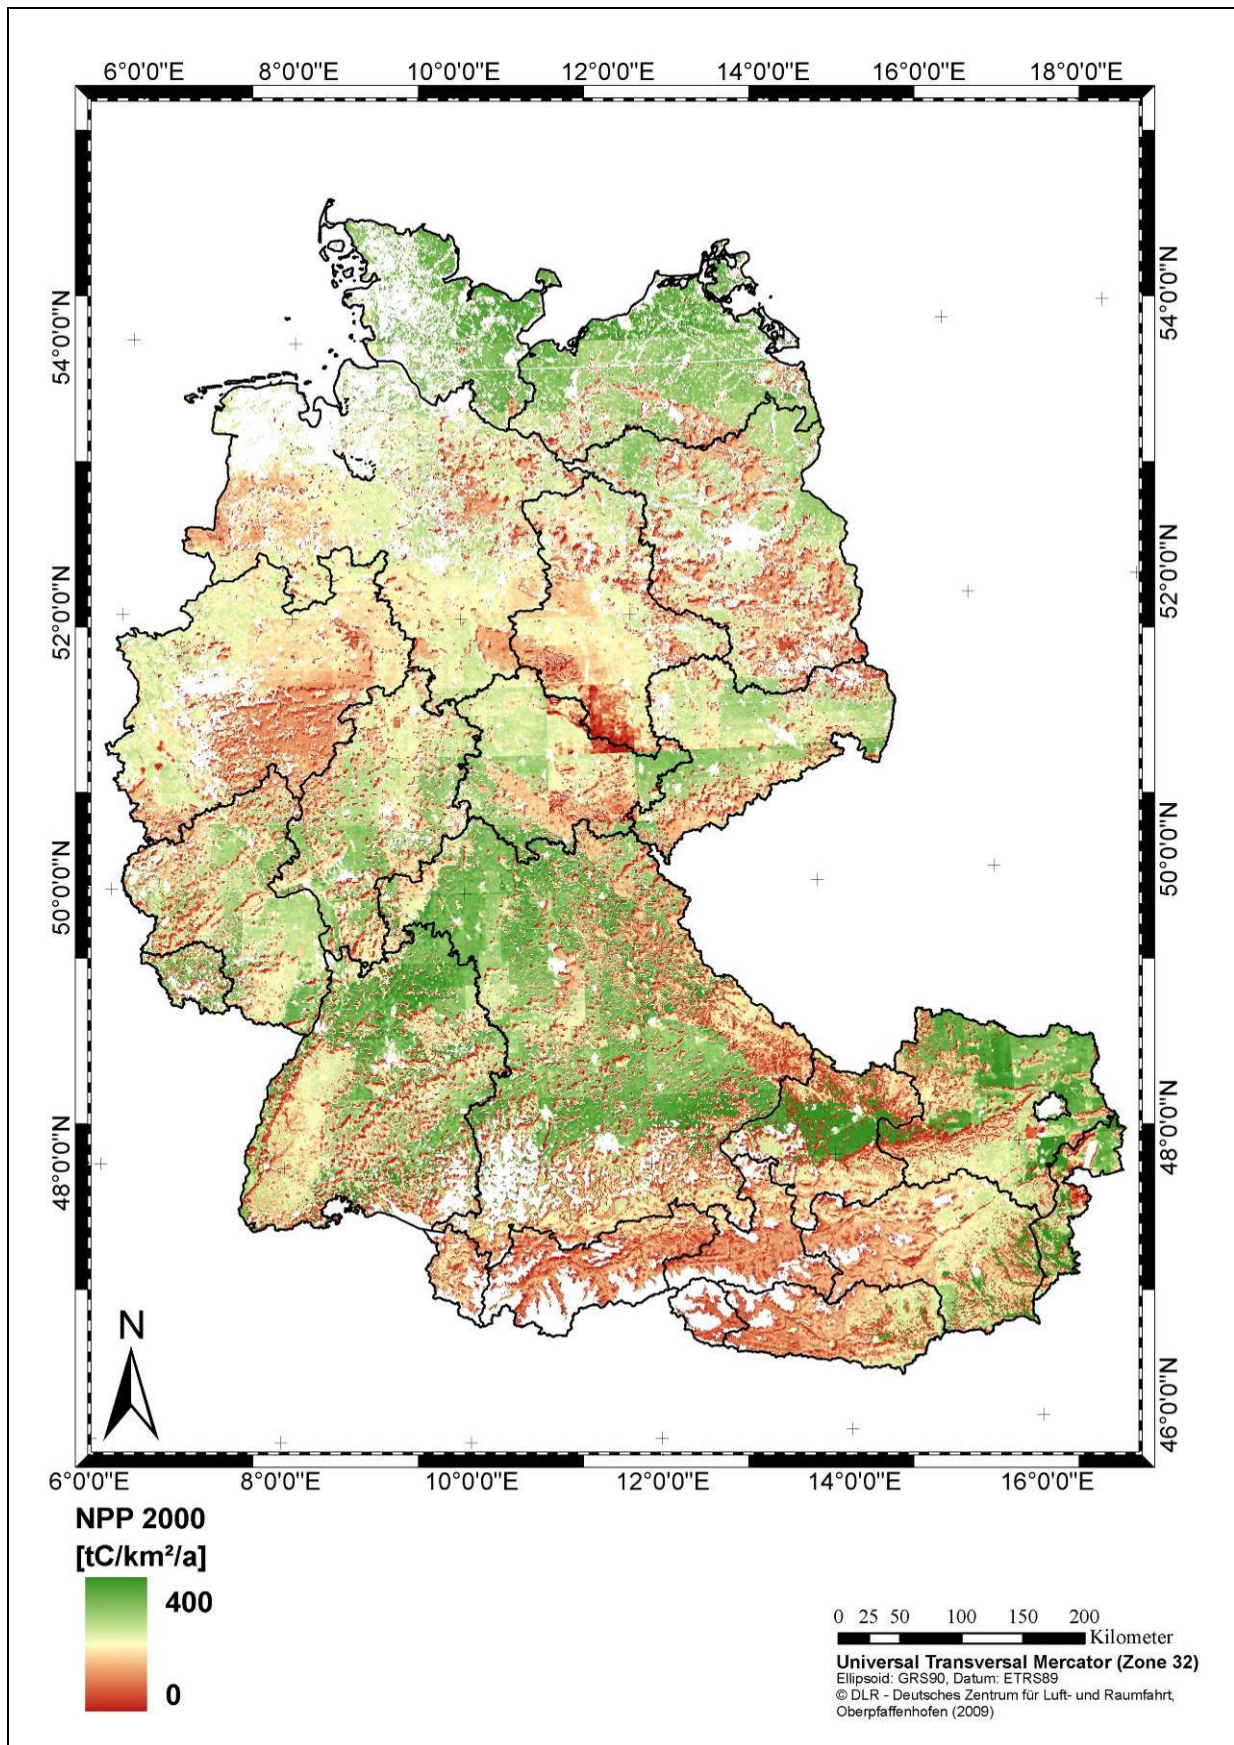 6°0'0"E 8°0'0"E 10°0'0"E 12°0'0"E 14°0'0"E 16°0'0"E 18°0'0"E
54°0'0"N
54°0'0"N
52°0'0"N
52°0'0"N
50°0'0"N
50°0'0"N
48°0'0"N
48°0'0"N
46°0'0"N
N
6°0'0"E 8°0'0"E 10°0'0"E 12°0'0"E 14°0'0"E 16°0'0"E
NPP 2000
[tC/km²/a]
400
0
0 25 50 100 150 200
Kilometer
Universal Transversal Mercator (Zone 32)
Ellipsoid: GRS90, Datum: ETRS89
© DLR - Deutsches Zentrum für Luft- und Raumfahrt,
Oberpfaffenhofen (2009)